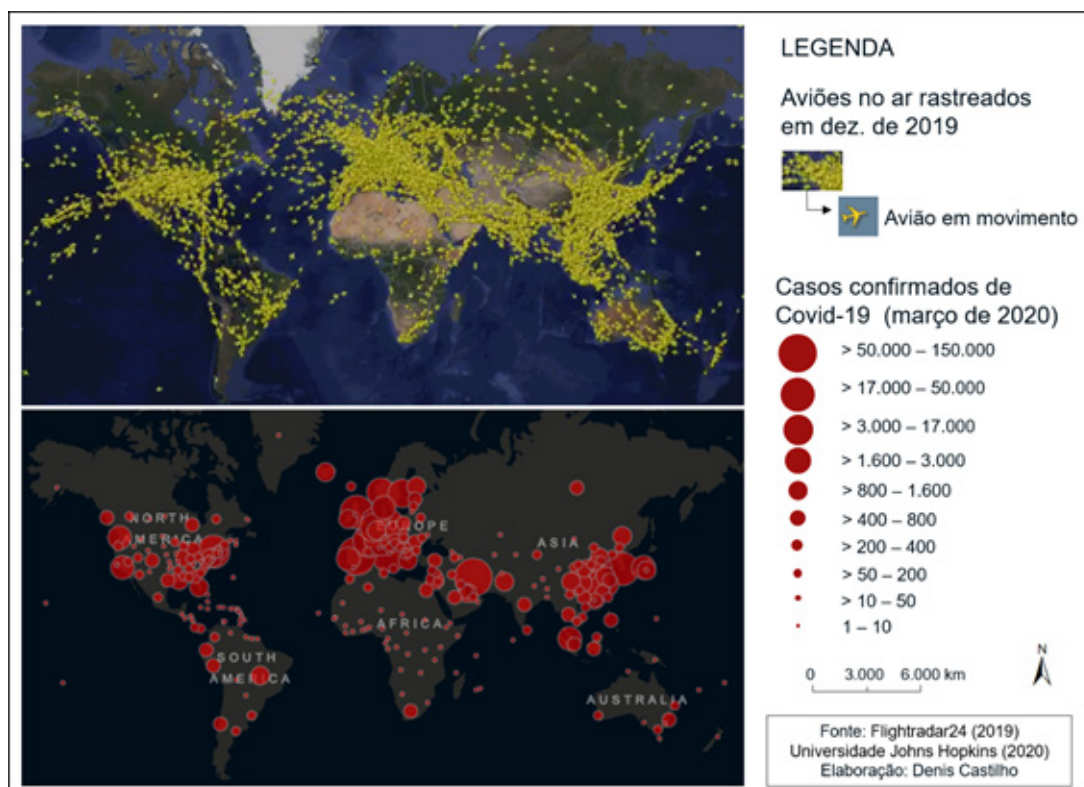 LEGENDA
Aviões no ar rastreados
em dez. de 2019
Avião em movimento
Casos confirmados de
Covid-19 (março de 2020)
> 50.000 – 150.000
> 17.000 – 50.000
> 3.000 – 17.000
> 1.600 – 3.000
> 800 – 1.600
> 400 – 800
> 200 – 400
> 50 – 200
> 10 – 50
1 – 10
N
0 3.000 6.000 km
Fonte: Flightradar24 (2019)
Universidade Johns Hopkins (2020)
Elaboração: Denis Castilho
NORTH
AMERICA
EUROPE
ASIA
AFRICA
SOUTH
AMERICA
AUSTRALIA